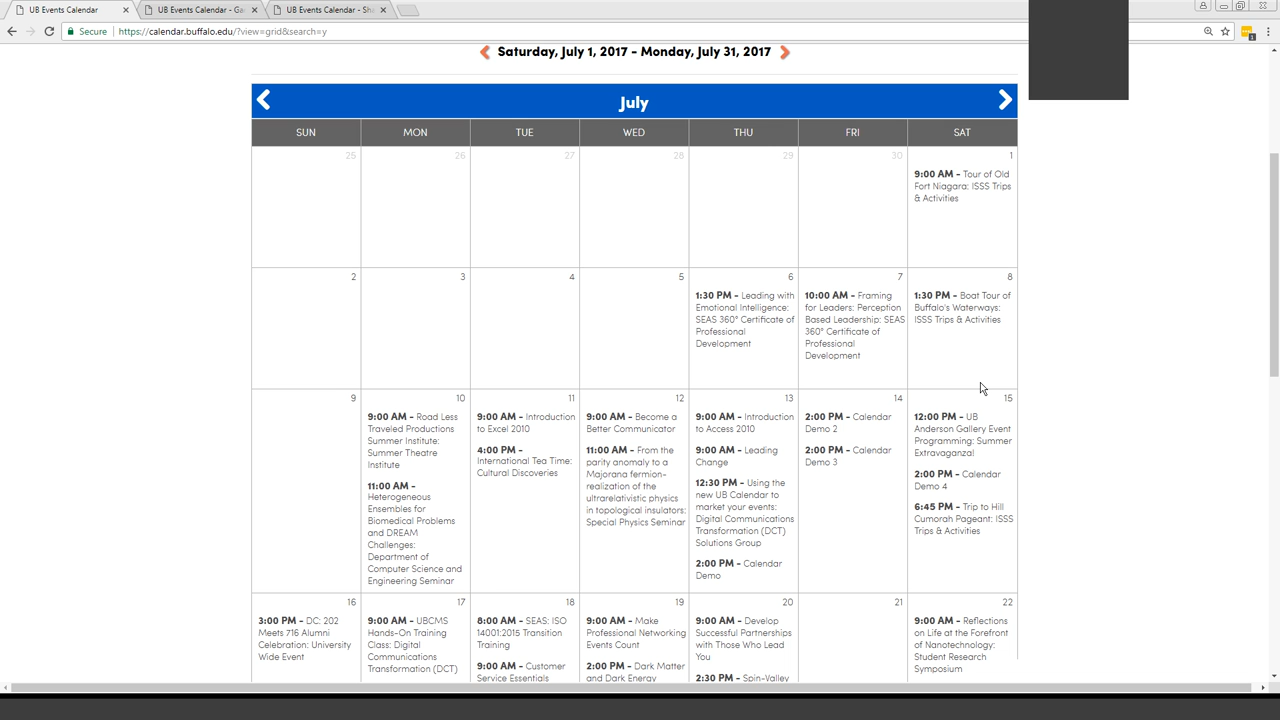 UB Events Calendar
UB Events Calendar - Ga
UB Events Calendar - Sh
Secure
https://calendar.buffalo.edu/?view=grid&search=y
Saturday, July 1, 2017 - Monday, July 31, 2017
July
SUN MON TUE WED THU FRI SAT
25 26 27 28 29 30 1
9:00 AM - Tour of Old
Fort Niagara: ISSS Trips
& Activities
2 3 4 5 6 7 8
1:30 PM - Leading with
Emotional Intelligence:
SEAS 360° Certificate of
Professional
Development
10:00 AM - Framing
for Leaders: Perception
Based Leadership: SEAS
360° Certificate of
Professional
Development
1:30 PM - Boat Tour of
Buffalo's Waterways:
ISSS Trips & Activities
9 10 11 12 13 14 15
9:00 AM - Road Less
Traveled Productions
Summer Institute:
Summer Theatre
Institute
11:00 AM -
Heterogeneous
Ensembles for
Biomedical Problems
and DREAM
Challenges:
Department of
Computer Science and
Engineering Seminar
9:00 AM - Introduction
to Excel 2010
4:00 PM -
International Tea Time:
Cultural Discoveries
9:00 AM - Become a
Better Communicator
11:00 AM - From the
parity anomaly to a
Majorana fermion-
realization of the
ultrarelativistic physics
in topological insulators:
Special Physics Seminar
9:00 AM - Introduction
to Access 2010
9:00 AM - Leading
Change
12:30 PM - Using the
new UB Calendar to
market your events:
Digital Communications
Transformation (DCT)
Solutions Group
2:00 PM - Calendar
Demo
2:00 PM - Calendar
Demo 2
2:00 PM - Calendar
Demo 3
12:00 PM - UB
Anderson Gallery Event
Programming: Summer
Extravaganza!
2:00 PM - Calendar
Demo 4
6:45 PM - Trip to Hill
Cumorah Pageant: ISSS
Trips & Activities
16 17 18 19 20 21 22
3:00 PM - DC: 202
Meets 716 Alumni
Celebration: University
Wide Event
9:00 AM - UBCMS
Hands-On Training
Class: Digital
Communications
Transformation (DCT)
8:00 AM - SEAS: ISO
14001:2015 Transition
Training
9:00 AM - Customer
Service Essentials
9:00 AM - Make
Professional Networking
Events Count
2:00 PM - Dark Matter
and Dark Energy
9:00 AM - Develop
Successful Partnerships
with Those Who Lead
You
2:30 PM - Spin-Valley
9:00 AM - Reflections
on Life at the Forefront
of Nanotechnology:
Student Research
Symposium